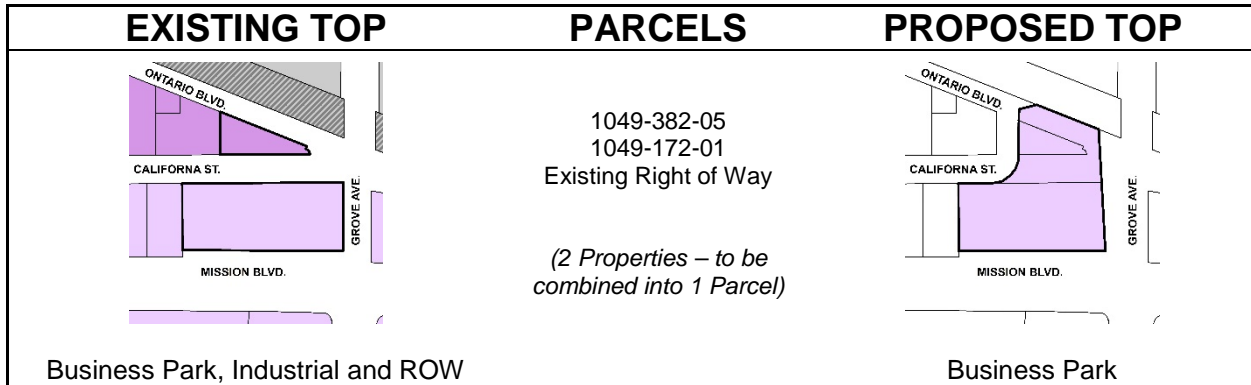 EXISTING TOP PARCELS PROPOSED TOP
ONTARIO BLVD.
CALIFORNA ST.
GROVE AVE.
MISSION BLVD.
Business Park, Industrial and ROW
1049-382-05
1049-172-01
Existing Right of Way
(2 Properties – to be
combined into 1 Parcel)
ONTARIO BLVD.
CALIFORNA ST.
GROVE AVE.
MISSION BLVD.
Business Park